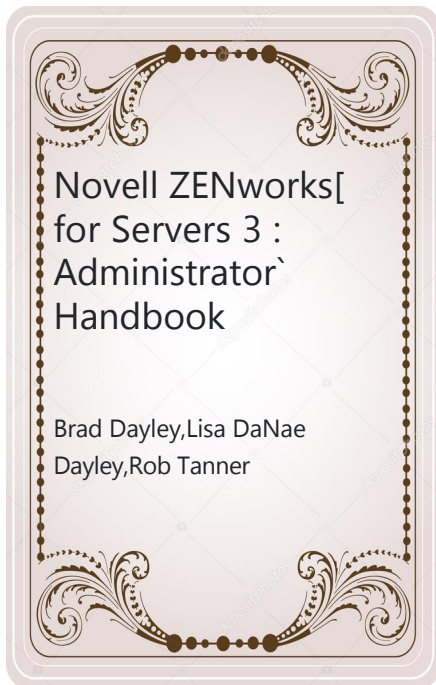 Novell ZENworks[
for Servers 3 :
Administrator`
Handbook
Brad Dayley,Lisa DaNae
Dayley,Rob Tanner